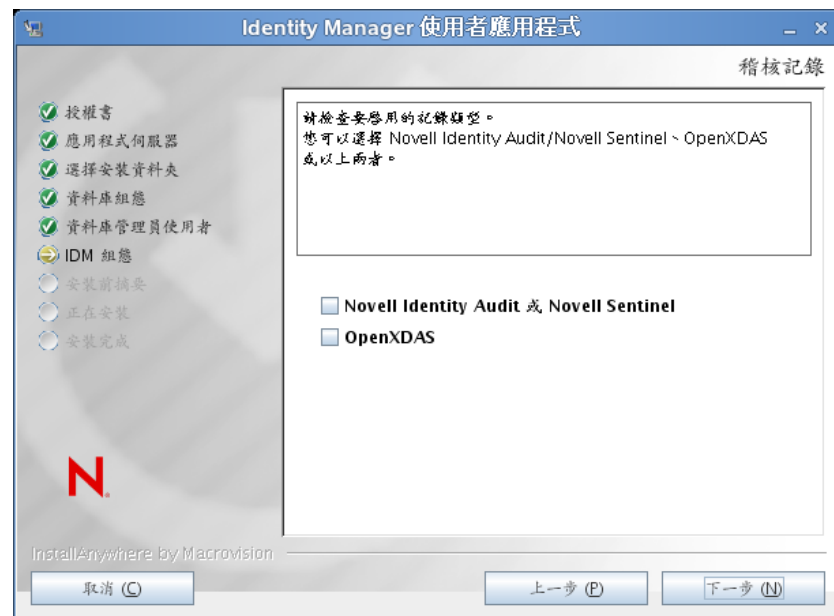 Identity Manager 使用者應用程式
稽核記錄
授權書
應用程式伺服器
選擇安裝資料夾
資料庫組態
資料庫管理員使用者
IDM 組態
安裝前摘要
正在安裝
安裝完成
請檢查要啟用的記錄類型。
您可以選擇 Novell Identity Audit/Novell Sentinel、OpenXDAS
或以上兩者。
Novell Identity Audit 或 Novell Sentinel
OpenXDAS
N
InstallAnywhere by Macrovision
取消 (C)
上一步 (P)
下一步 (N)